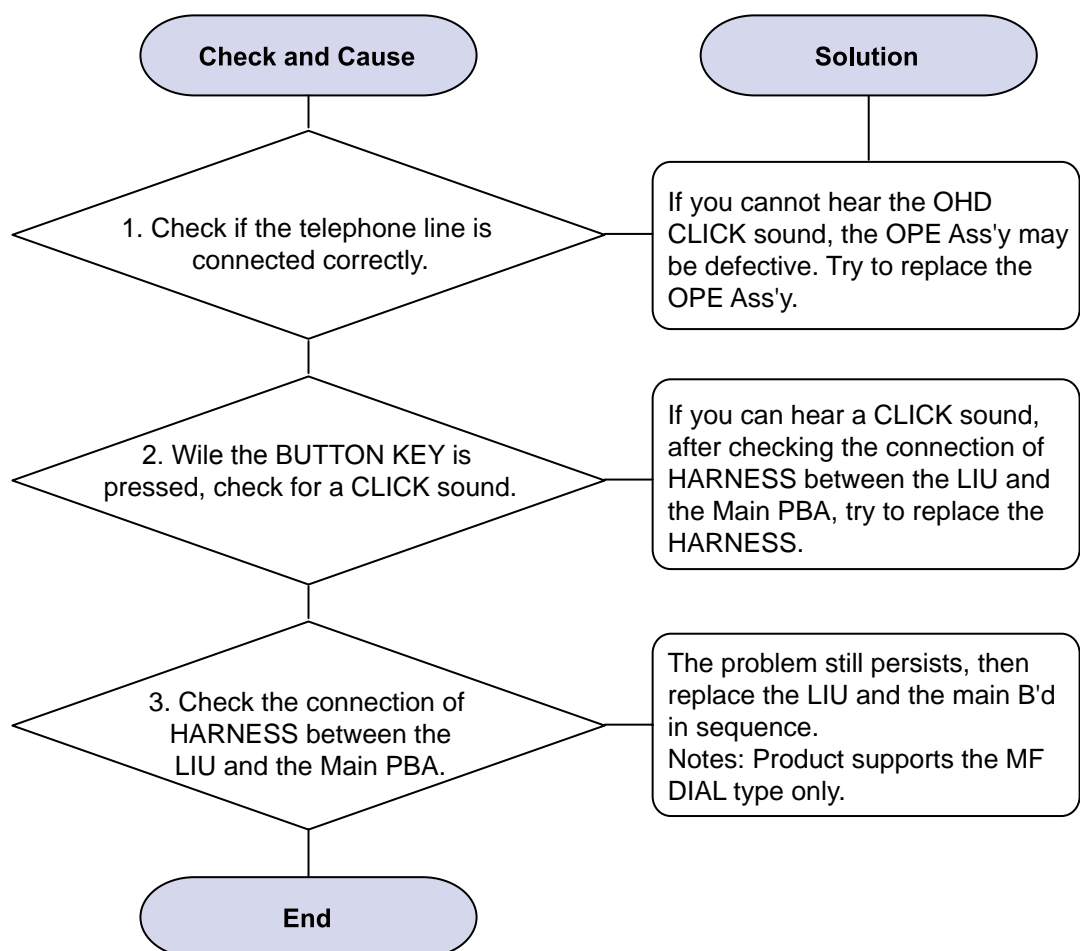 Check and Cause
Solution
1. Check if the telephone line is
connected correctly.
If you cannot hear the OHD
CLICK sound, the OPE Ass'y may
be defective. Try to replace the
OPE Ass'y.
2. Wile the BUTTON KEY is
pressed, check for a CLICK sound.
If you can hear a CLICK sound,
after checking the connection of
HARNESS between the LIU and
the Main PBA, try to replace the
HARNESS.
3. Check the connection of
HARNESS between the
LIU and the Main PBA.
The problem still persists, then
replace the LIU and the main B'd
in sequence.
Notes: Product supports the MF
DIAL type only.
End